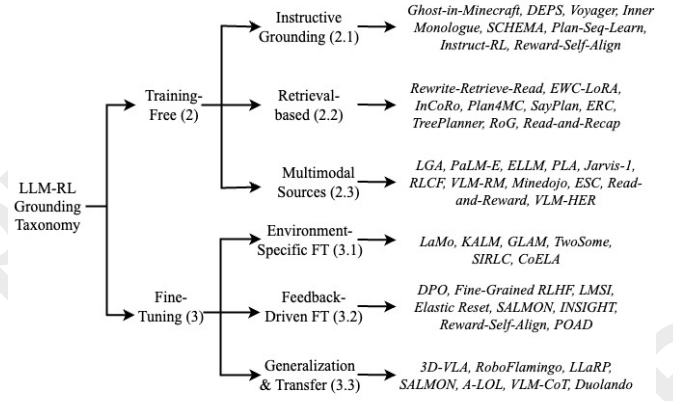 LLM-RL
Grounding
Taxonomy
Training-
Free (2)
Instructive
Grounding (2.1)
Ghost-in-Minecraft, DEPS, Voyager, Inner
Monologue, SCHEMA, Plan-Seq-Learn,
Instruct-RL, Reward-Self-Align
Retrieval-
based (2.2)
Rewrite-Retrieve-Read, EWC-LoRA,
InCoRo, Plan4MC, SayPlan, ERC,
TreePlanner, RoG, Read-and-Recap
Multimodal
Sources (2.3)
LGA, PaLM-E, ELLM, PLA, Jarvis-1,
RLCF, VLM-RM, Minedojo, ESC, Read-
and-Reward, VLM-HER
Fine-
Tuning (3)
Environment-
Specific FT (3.1)
LaMo, KALM, GLAM, TwoSome,
SIRLC, CoELA
Feedback-
Driven FT (3.2)
DPO, Fine-Grained RLHF, LMSI,
Elastic Reset, SALMON, INSIGHT,
Reward-Self-Align, POAD
Generalization
& Transfer (3.3)
3D-VLA, RoboFlamingo, LLaRP,
SALMON, A-LOL, VLM-CoT, Duolando